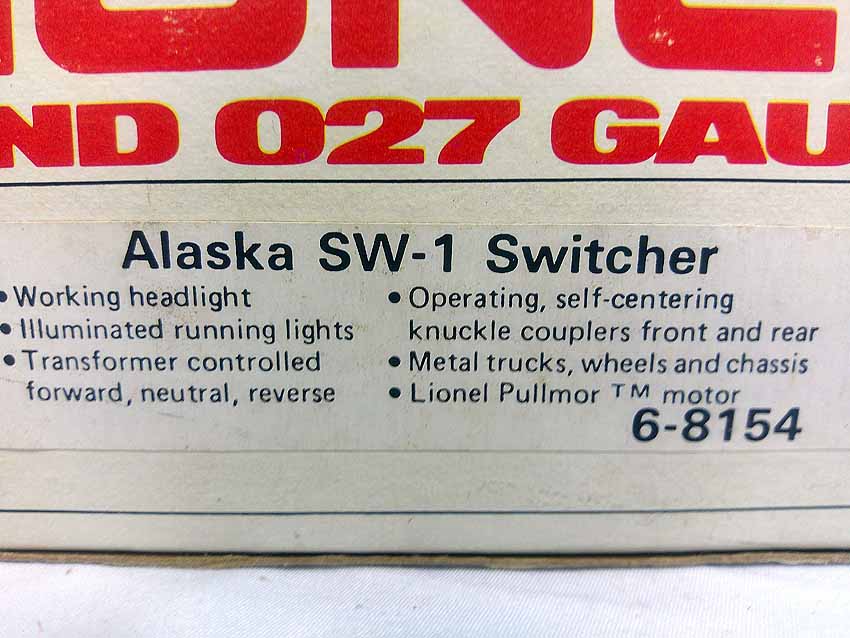 IONEL
ND 027 GAU
Alaska SW-1 Switcher
• Working headlight
• Illuminated running lights
• Transformer controlled
forward, neutral, reverse
• Operating, self-centering
knuckle couplers front and rear
• Metal trucks, wheels and chassis
• Lionel Pullmor TM motor
6-8154